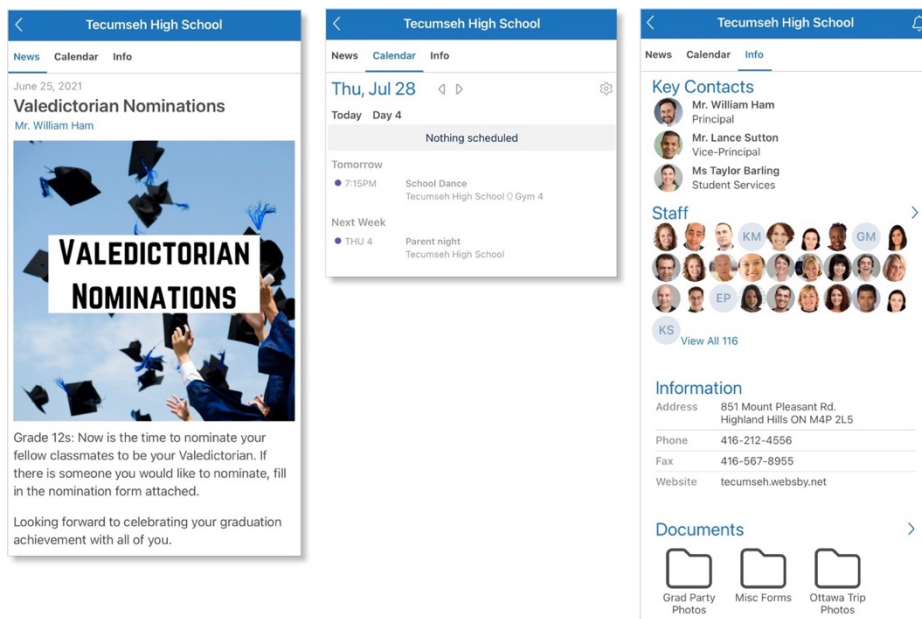 Tecumseh High School
News Calendar Info
June 25, 2021
Valedictorian Nominations
Mr. William Ham
VALEDICTORIAN
NOMINATIONS
Grade 12s: Now is the time to nominate your
fellow classmates to be your Valedictorian. If
there is someone you would like to nominate, fill
in the nomination form attached.
Looking forward to celebrating your graduation
achievement with all of you.
Tecumseh High School
News Calendar Info
Thu, Jul 28
Today Day 4
Nothing scheduled
Tomorrow
7:15PM School Dance
Tecumseh High School Gym 4
Next Week
THU 4 Parent night
Tecumseh High School
Tecumseh High School
News Calendar Info
Key Contacts
Mr. William Ham
Principal
Mr. Lance Sutton
Vice-Principal
Ms Taylor Barling
Student Services
Staff
KM GM
EP
KS
View All 116
Information
Address 851 Mount Pleasant Rd.
Highland Hills ON M4P 2L5
Phone 416-212-4556
Fax 416-567-8955
Website tecumseh.websby.net
Documents
Grad Party Misc Forms Ottawa Trip
Photos Photos